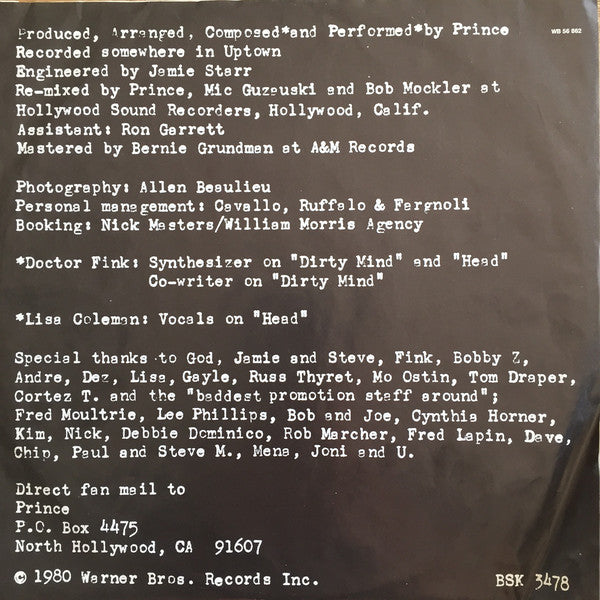 Produced, Arranged, Composed*and Performed*by Prince
WB 56 862
Recorded somewhere in Uptown
Engineered by Jamie Starr
Re-mixed by Prince, Mic Guzauski and Bob Mockler at
Hollywood Sound Recorders, Hollywood, Calif.
Assistant: Ron Garrett
Mastered by Bernie Grundman at A&M Records
Photography: Allen Beaulieu
Personal management: Cavallo, Ruffalo & Fargnoli
Booking: Nick Masters/William Morris Agency
*Doctor Fink: Synthesizer on "Dirty Mind" and "Head"
Co-writer on "Dirty Mind"
*Lisa Coleman: Vocals on "Head"
Special thanks to God, Jamie and Steve, Fink, Bobby Z,
Andre, Dez, Lisa, Gayle, Russ Thyret, Mo Ostin, Tom Draper,
Cortez T. and the "baddest promotion staff around";
Fred Moultrie, Lee Phillips, Bob and Joe, Cynthia Horner,
Kim, Nick, Debbie Dominico, Rob Marcher, Fred Lapin, Dave,
Chip, Paul and Steve M., Mena, Joni and U.
Direct fan mail to
Prince
P.O. Box 4475
North Hollywood, CA 91607
© 1980 Warner Bros. Records Inc.
BSK 3478